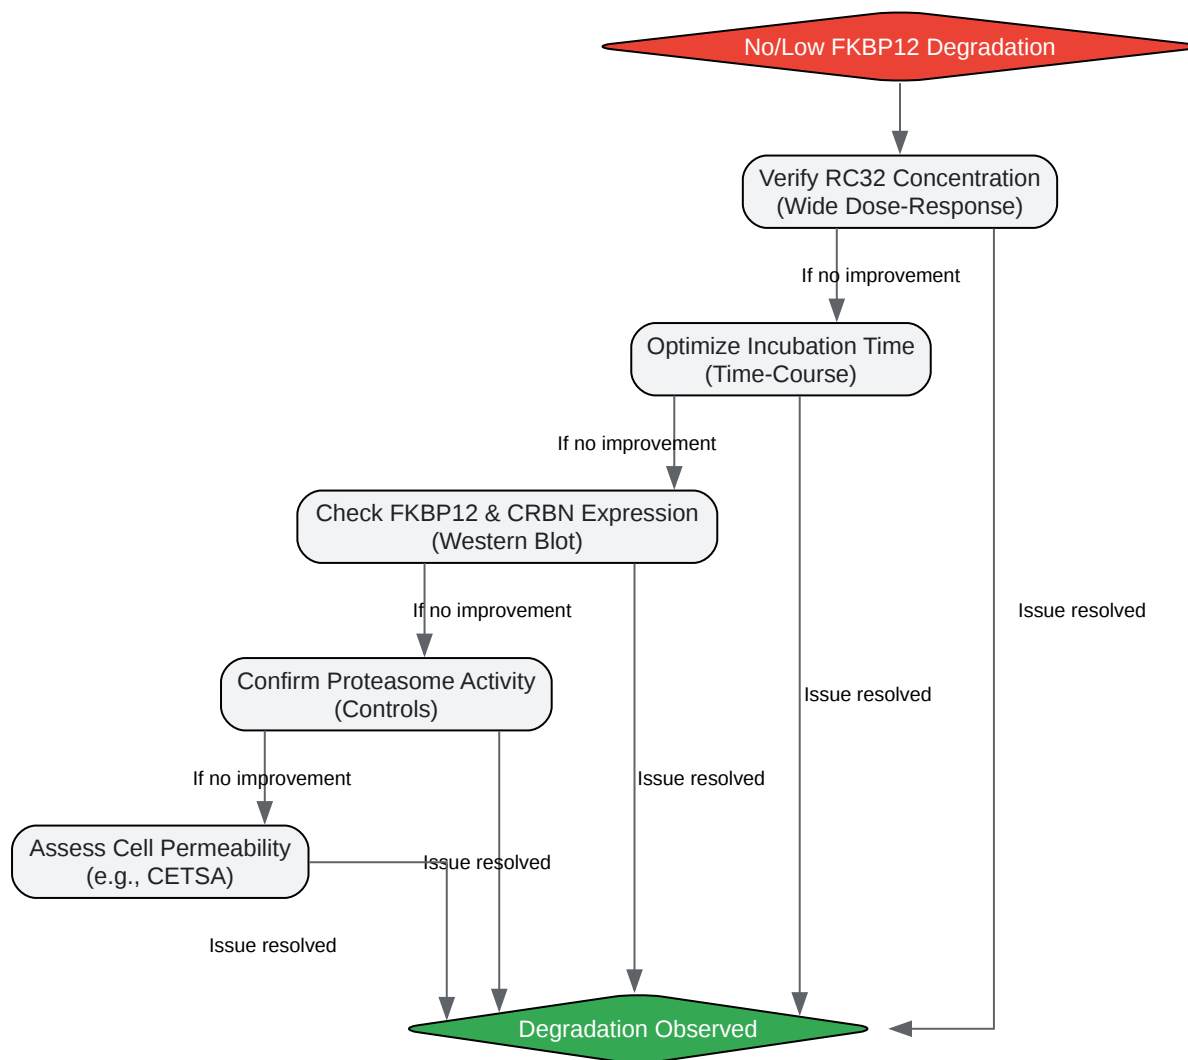 No/Low FKBP12 Degradation
Verify RC32 Concentration
(Wide Dose-Response)
If no improvement
Optimize Incubation Time
(Time-Course)
If no improvement
Check FKBP12 & CRBN Expression
(Western Blot)
If no improvement
Issue resolved
Confirm Proteasome Activity
(Controls)
Issue resolved
If no improvement
Issue resolved
Assess Cell Permeability
(e.g., CETSA)
Issue resolved
Issue resolved
Degradation Observed